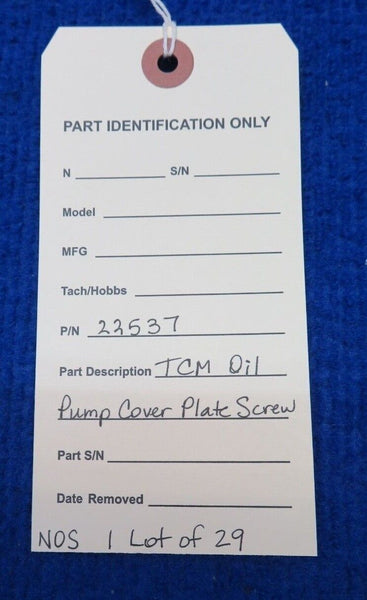 PART IDENTIFICATION ONLY
N S/N
Model
MFG
Tach/Hobbs
P/N 22537
Part Description TCM Oil
Pump Cover Plate Screw
Part S/N
Date Removed
NOS 1 Lot of 29